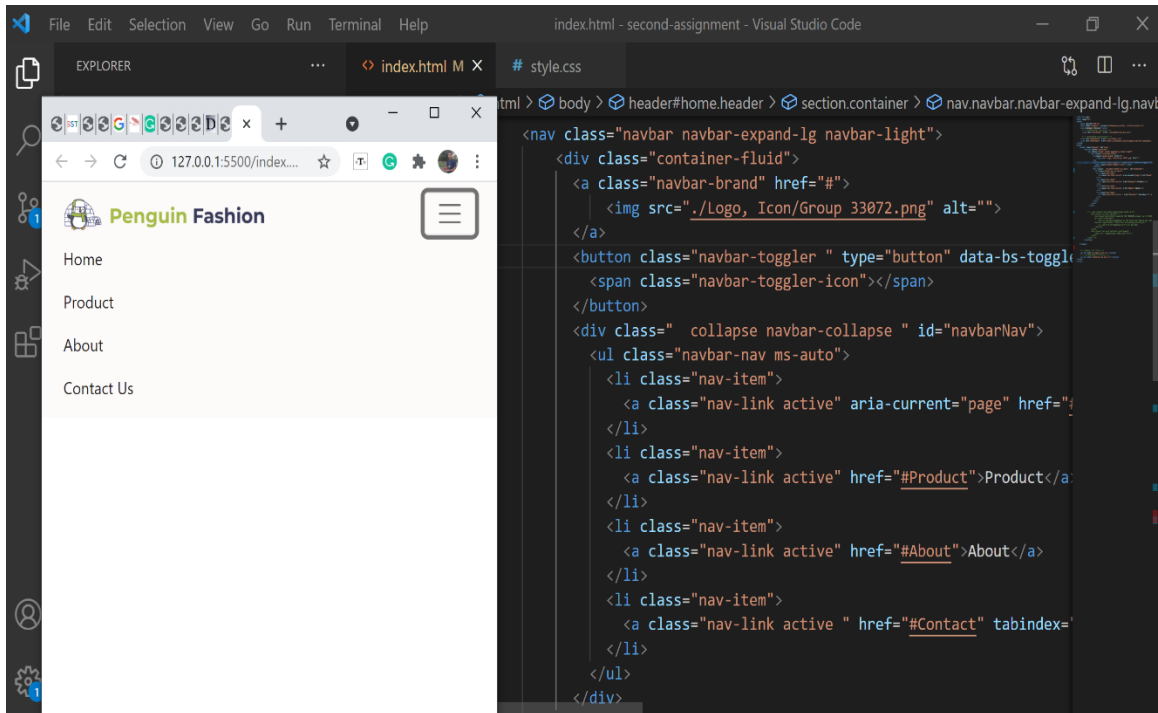 File Edit Selection View Go Run Terminal Help index.html - second-assignment - Visual Studio Code
EXPLORER ... index.html M # style.css
html > body > header#home.header > section.container > nav.navbar.navbar-expand-lg.navb
127.0.0.1:5500/index....
Penguin Fashion
Home
Product
About
Contact Us
<nav class="navbar navbar-expand-lg navbar-light">
<div class="container-fluid">
<a class="navbar-brand" href="#">
<img src="./Logo, Icon/Group 33072.png" alt="">
</a>
<button class="navbar-toggler " type="button" data-bs-toggle
<span class="navbar-toggler-icon"></span>
</button>
<div class="  collapse navbar-collapse " id="navbarNav">
<ul class="navbar-nav ms-auto">
<li class="nav-item">
<a class="nav-link active" aria-current="page" href="#
</li>
<li class="nav-item">
<a class="nav-link active" href="#Product">Product</a
</li>
<li class="nav-item">
<a class="nav-link active" href="#About">About</a>
</li>
<li class="nav-item">
<a class="nav-link active " href="#Contact" tabindex="
</li>
</ul>
</div>
1
1